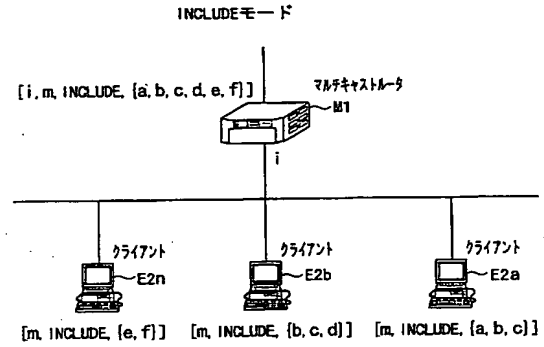 INCLUDEモード
[i, m, INCLUDE, {a, b, c, d, e, f}]
マルチキャストルータ
M1
i
クライアント
E2n
クライアント
E2b
クライアント
E2a
[m, INCLUDE, {e, f}]
[m, INCLUDE, {b, c, d}]
[m, INCLUDE, {a, b, c}]